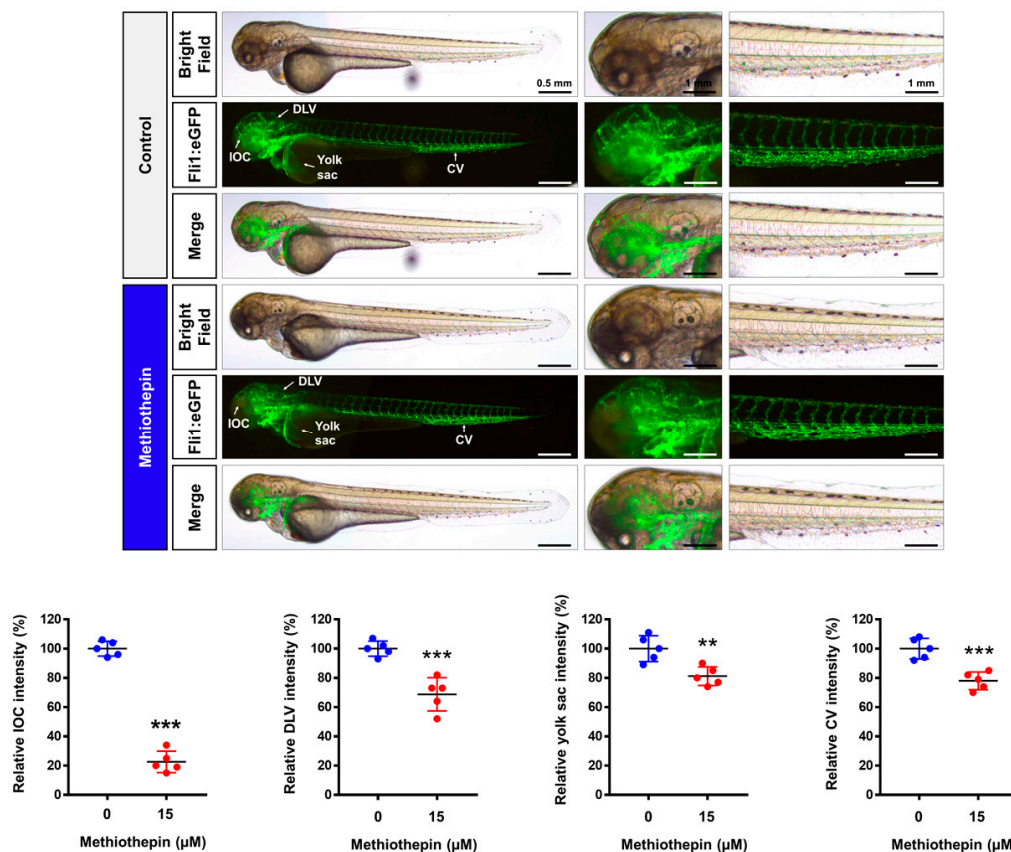 Control
Bright
Field
0.5 mm
1 mm
1 mm
Fli1:eGFP
DLV
IOC
Yolk
sac
CV
Merge
Methiothepin
Bright
Field
Fli1:eGFP
DLV
IOC
Yolk
sac
CV
Merge
Relative IOC intensity (%)
120
100
80
60
40
20
0
***
0
15
Methiothepin (µM)
Relative DLV intensity (%)
120
100
80
60
40
20
0
***
0
15
Methiothepin (µM)
Relative yolk sac intensity (%)
120
100
80
60
40
20
0
**
0
15
Methiothepin (µM)
Relative CV intensity (%)
120
100
80
60
40
20
0
***
0
15
Methiothepin (µM)